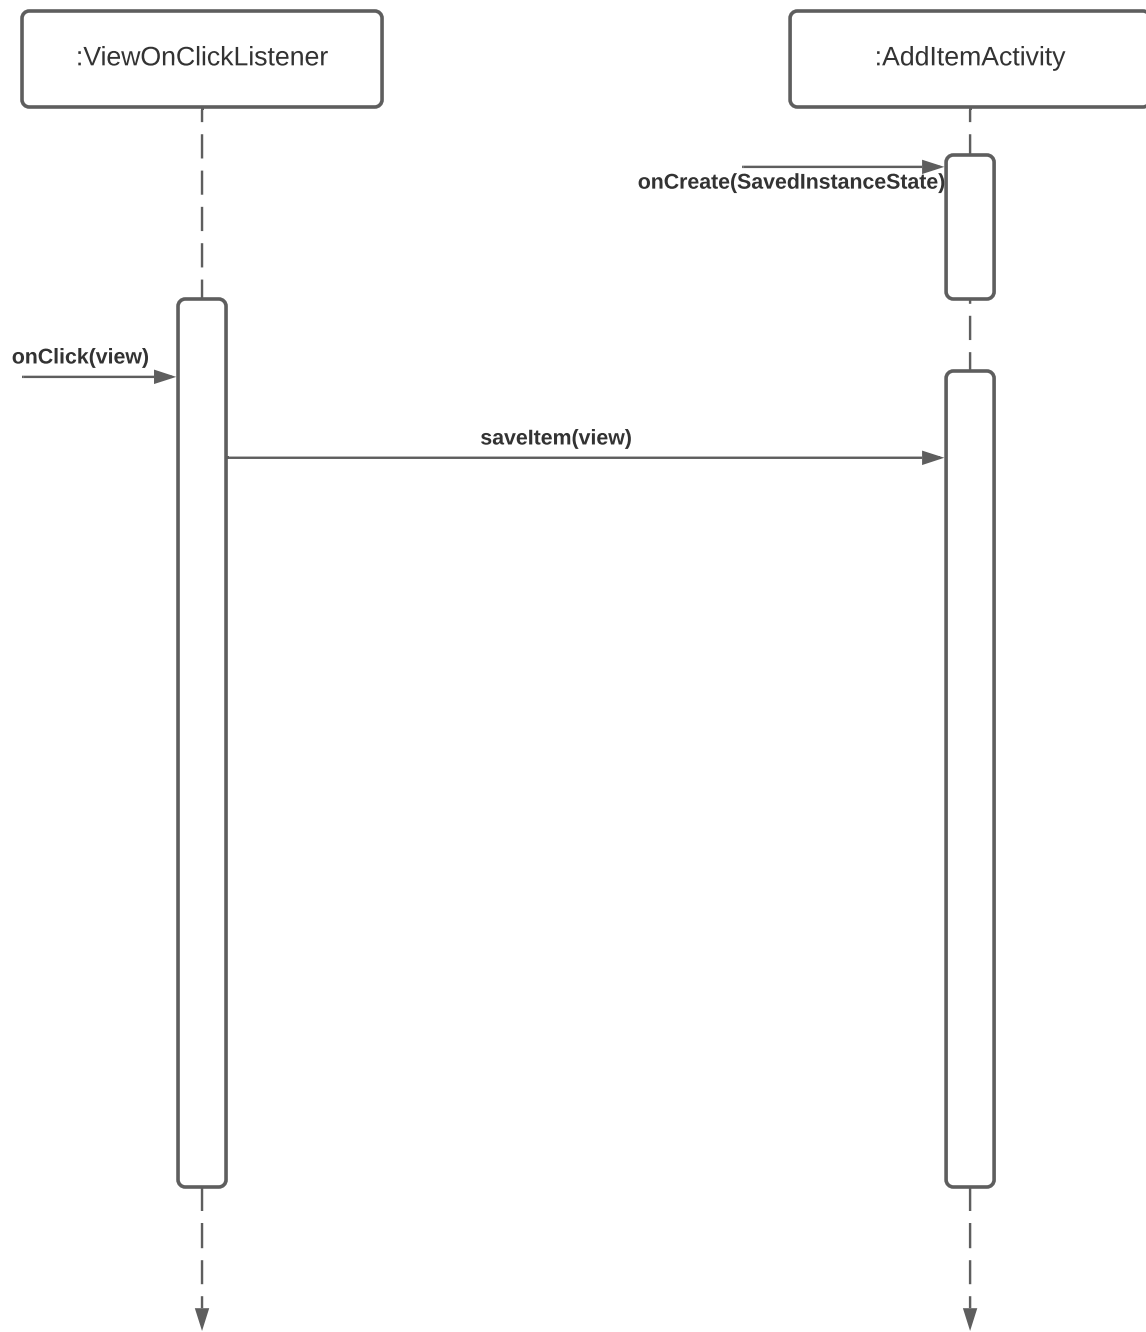 :ViewOnClickListener
:AddItemActivity
onCreate(SavedInstanceState)
onClick(view)
saveItem(view)